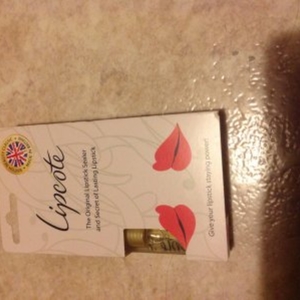 Lipcote
The Original Lipstick Sealer
and Secret of Lasting Lipstick
Give your lipstick staying power!